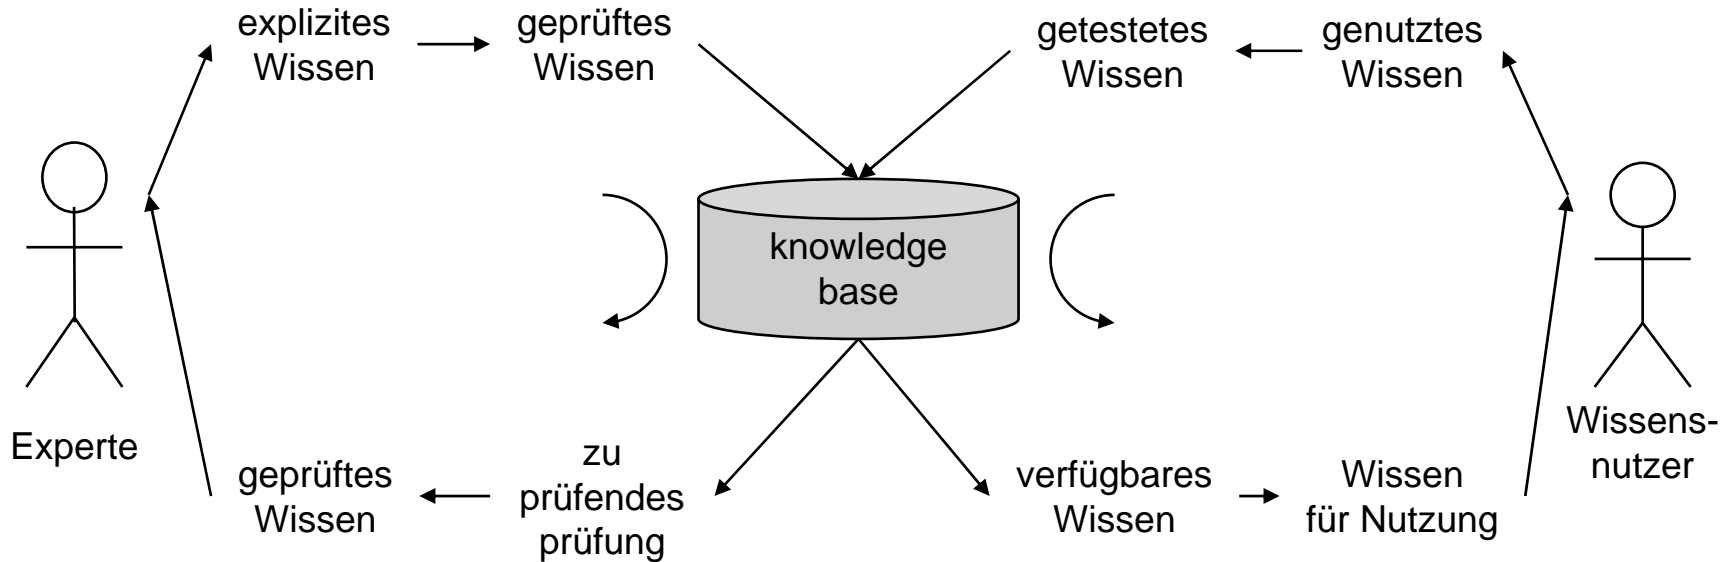 explizites
Wissen
geprüftes
Wissen
getestetes
Wissen
genutztes
Wissen
knowledge
base
Experte
Wissens-
nutzer
geprüftes
Wissen
zu
prüfendes
prüfung
verfügbares
Wissen
Wissen
für Nutzung